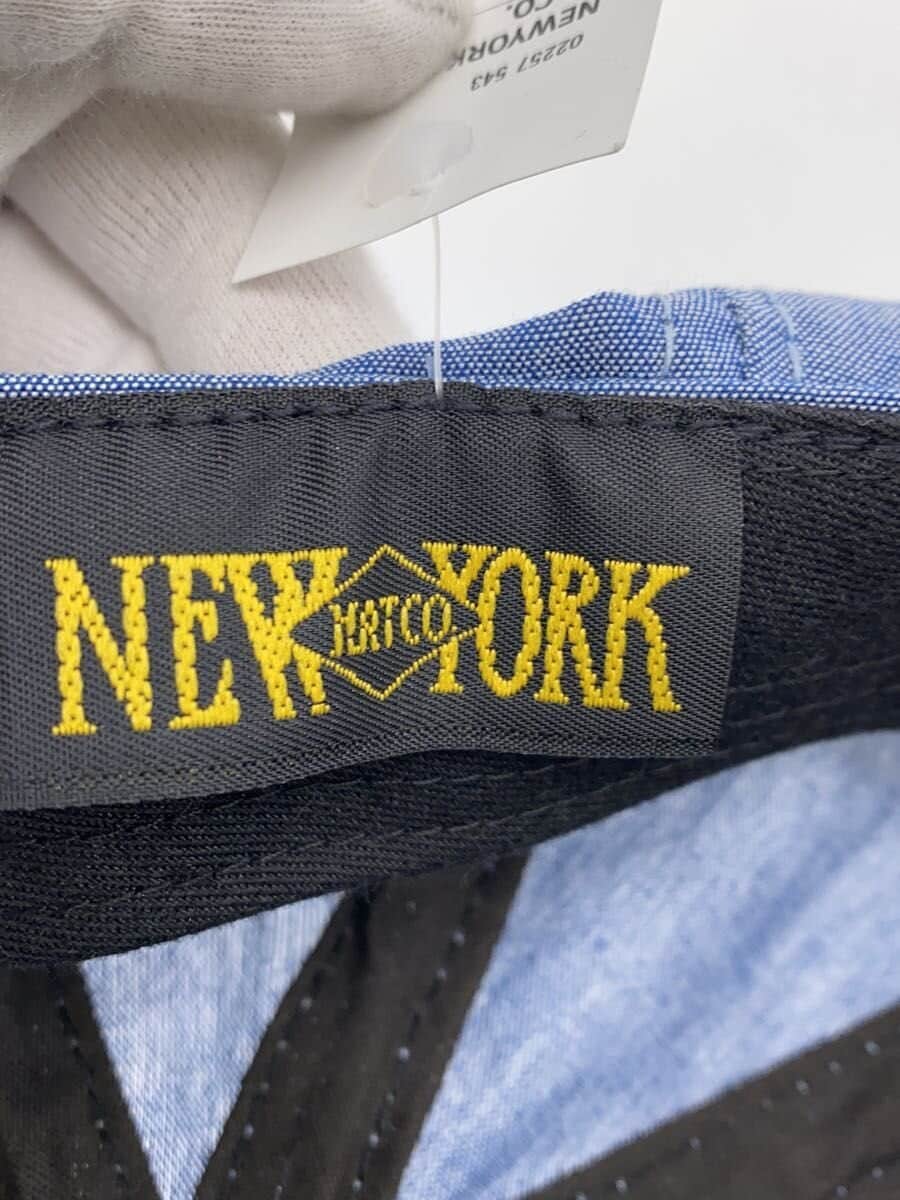 CO.
NEWYORK
02257 543
NEW HATCO YORK